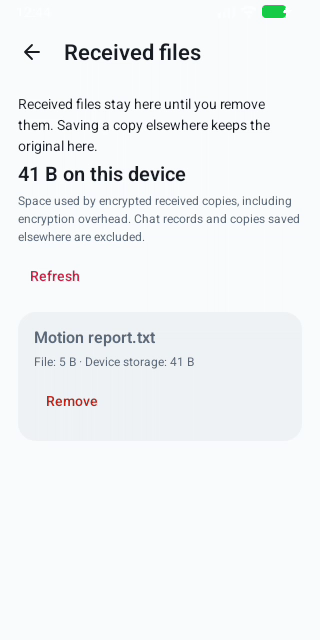 Received files
Received files stay here until you remove
them. Saving a copy elsewhere keeps the
original here.
41 B on this device
Space used by encrypted received copies, including
encryption overhead. Chat records and copies saved
elsewhere are excluded.
Refresh
Motion report.txt
File: 5 B · Device storage: 41 B
Remove